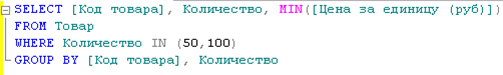 SELECT [Код товара], Количество, MIN([Цена за единицу (руб)])
FROM Товар
WHERE Количество IN (50,100)
GROUP BY [Код товара], Количество